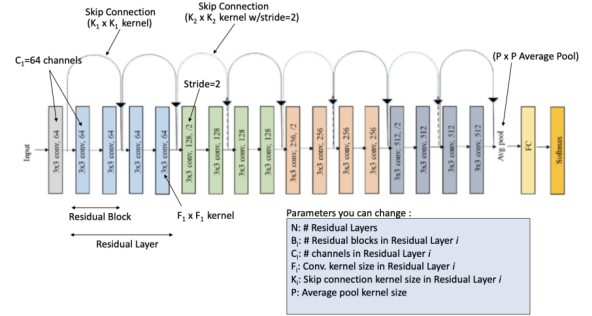 Skip Connection
(K₁ x K₁ kernel)
Skip Connection
(K₂ x K₂ kernel w/stride=2)
C₁=64 channels
Stride=2
(P x P Average Pool)
Input
3x3 conv, 64
3x3 conv, 64
3x3 conv, 64
3x3 conv, 64
3x3 conv, 64
3x3 conv, 128, /2
3x3 conv, 128
3x3 conv, 128
3x3 conv, 128
3x3 conv, 256, /2
3x3 conv, 256
3x3 conv, 256
3x3 conv, 256
3x3 conv, 512, /2
3x3 conv, 512
3x3 conv, 512
3x3 conv, 512
Avg pool
FC
Softmax
Residual Block
F₁ x F₁ kernel
Residual Layer
Parameters you can change :
N: # Residual Layers
Bᵢ: # Residual blocks in Residual Layer i
Cᵢ: # channels in Residual Layer i
Fᵢ: Conv. kernel size in Residual Layer i
Kᵢ: Skip connection kernel size in Residual Layer i
P: Average pool kernel size